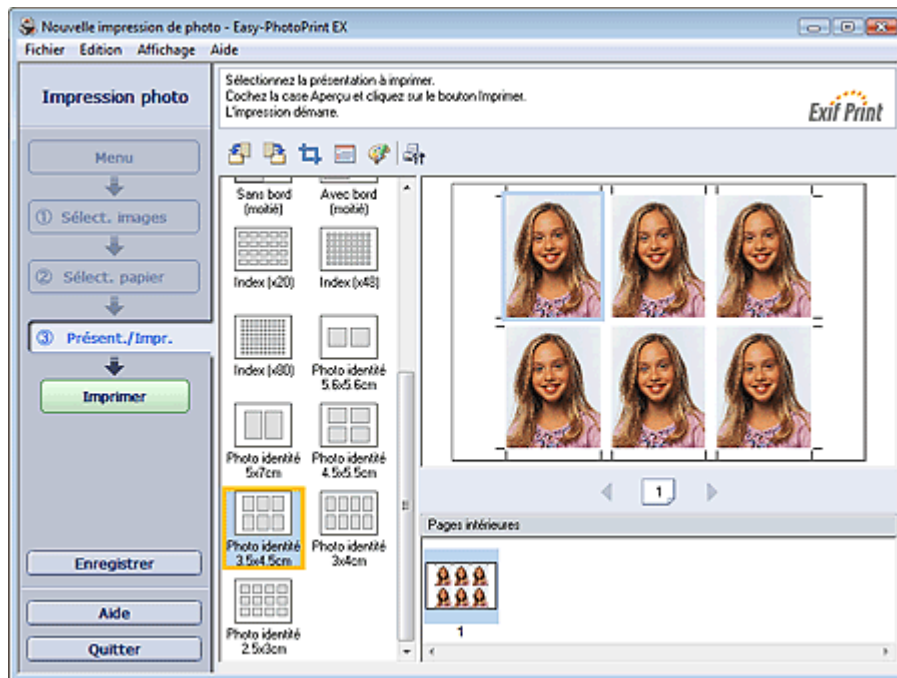 Nouvelle impression de photo - Easy-PhotoPrint EX
Fichier Edition Affichage Aide
Impression photo
Sélectionnez la présentation à imprimer.
Cochez la case Aperçu et cliquez sur le bouton Imprimer.
L'impression démarre.
Exif Print
Menu
① Sélect. images
② Sélect. papier
③ Présent./Impr.
Imprimer
Enregistrer
Aide
Quitter
Sans bord
(moitié)
Avec bord
(moitié)
Index (x20)
Index (x48)
Index (x80)
Photo identité
5.6x5.6cm
Photo identité
5x7cm
Photo identité
4.5x5.5cm
Photo identité
3.5x4.5cm
Photo identité
3x4cm
Photo identité
2.5x3cm
1
Pages intérieures
1